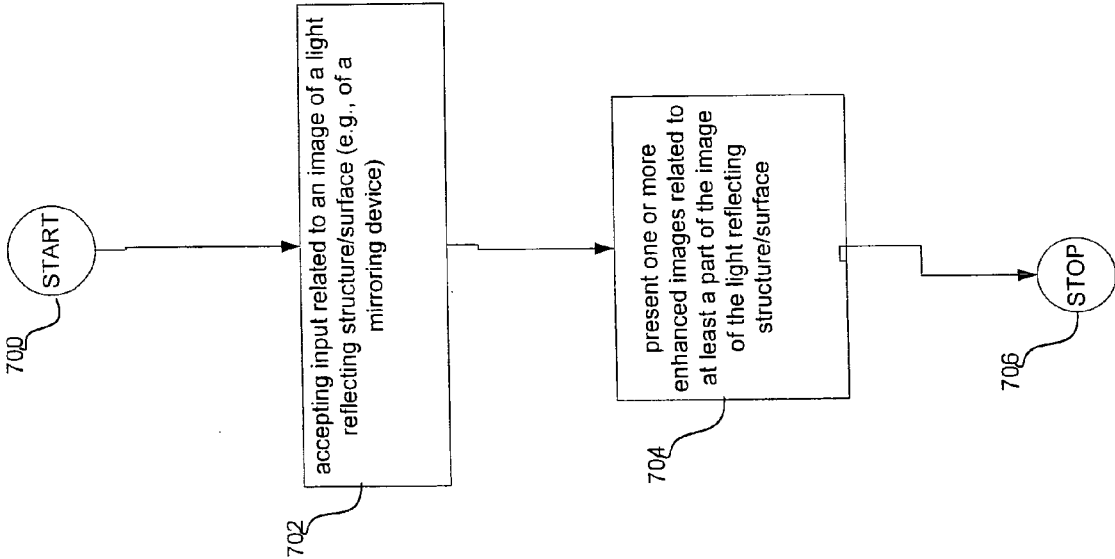 700
START
702
accepting input related to an image of a light
reflecting structure/surface (e.g., of a
mirroring device)
704
present one or more
enhanced images related to
at least a part of the image
of the light reflecting
structure/surface
706
STOP